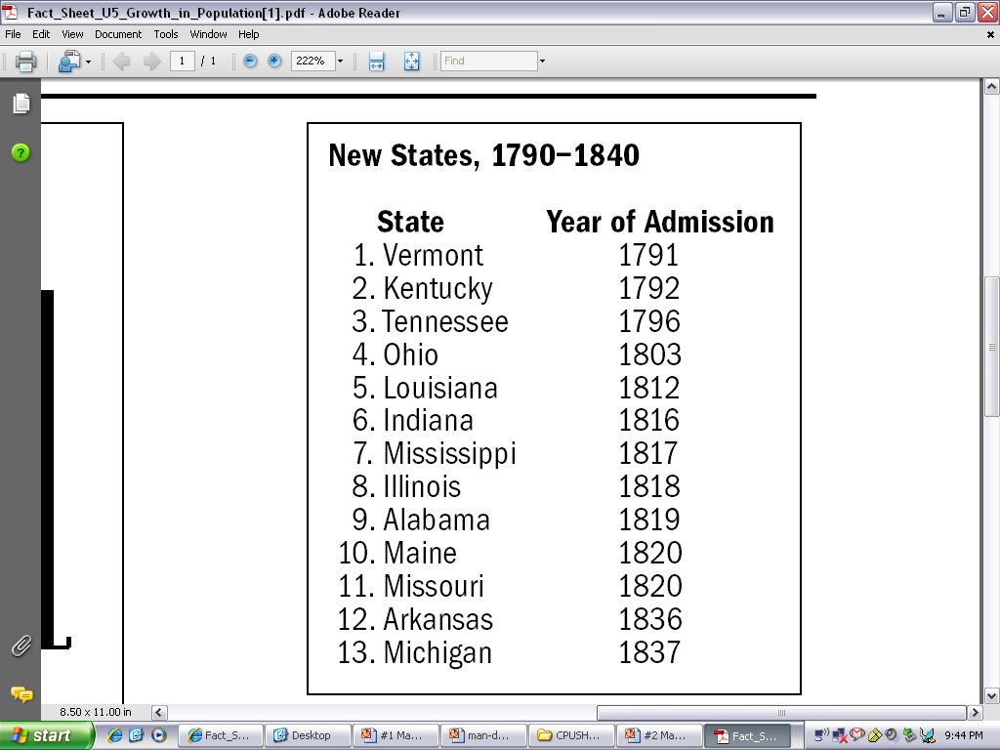 Fact_Sheet_U5_Growth_in_Population[1].pdf - Adobe Reader
File Edit View Document Tools Window Help
1 / 1 222% Find
New States, 1790–1840
State Year of Admission
1. Vermont 1791
2. Kentucky 1792
3. Tennessee 1796
4. Ohio 1803
5. Louisiana 1812
6. Indiana 1816
7. Mississippi 1817
8. Illinois 1818
9. Alabama 1819
10. Maine 1820
11. Missouri 1820
12. Arkansas 1836
13. Michigan 1837
8.50 x 11.00 in
start Fact_S... Desktop #1 Ma... man-d... CPUSH... #2 Ma... Fact_S... 9:44 PM